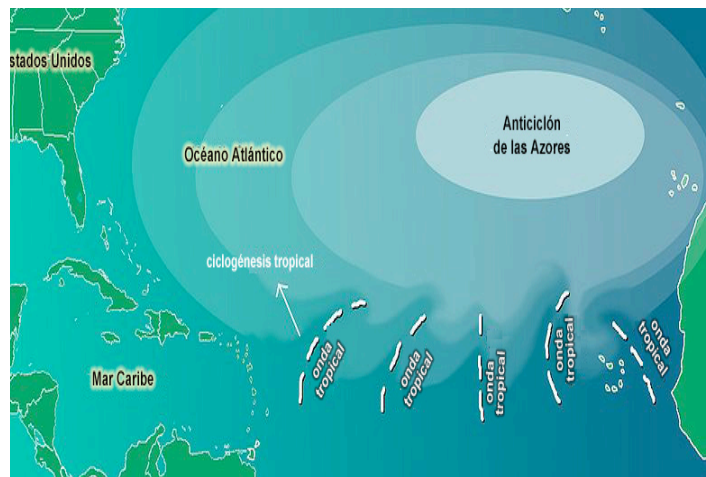 stados Unidos
Anticiclón
de las Azores
Océano Atlántico
ciclogénesis tropical
Mar Caribe
onda
tropical
onda
tropical
onda
tropical
onda
tropical
onda
tropical